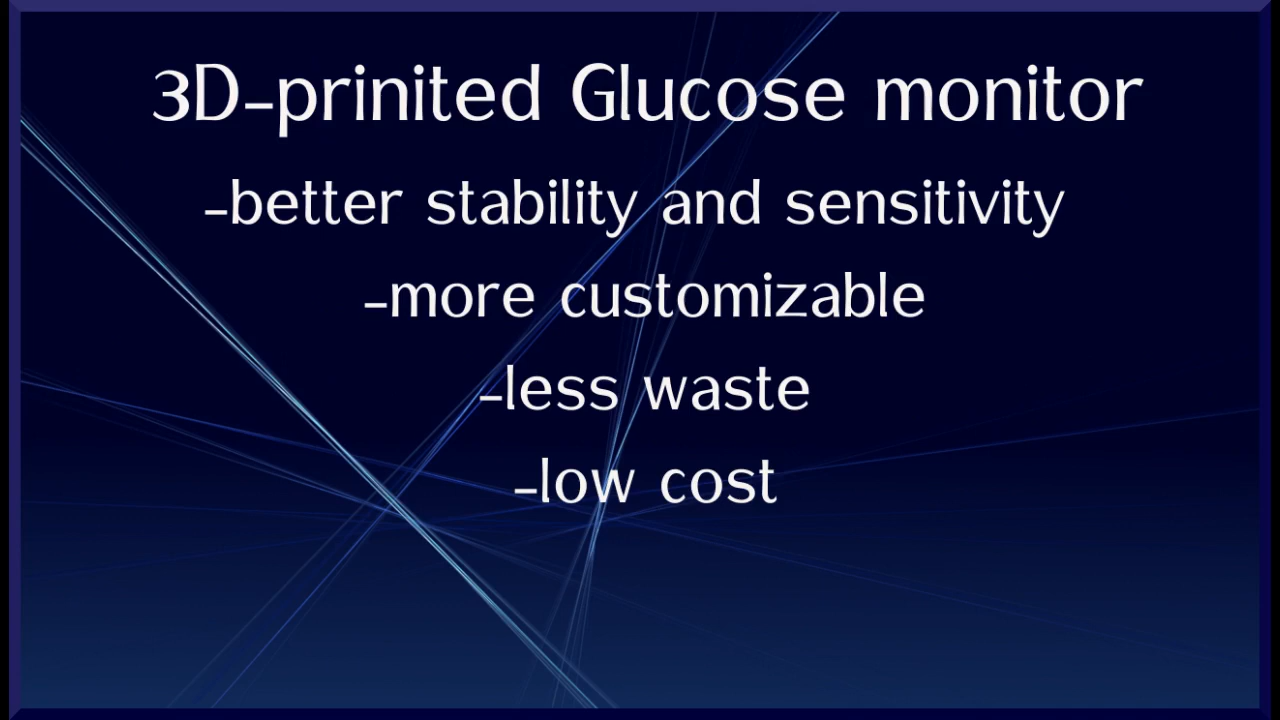 3D-prinited Glucose monitor
-better stability and sensitivity
-more customizable
-less waste
-low cost